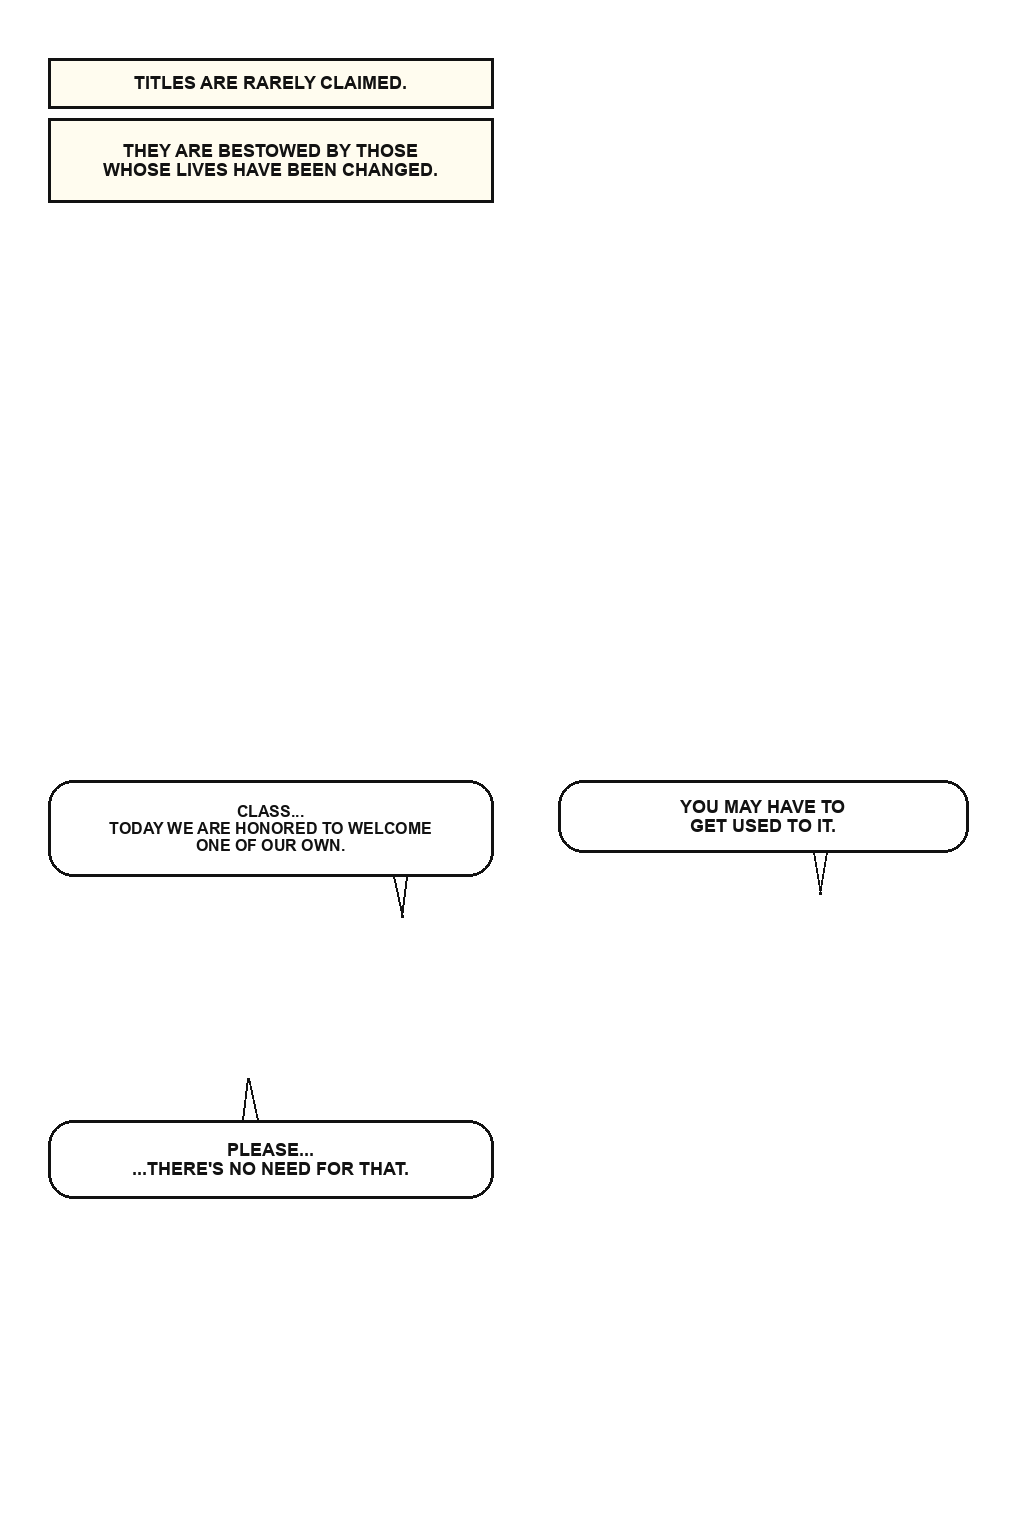 TITLES ARE RARELY CLAIMED.
THEY ARE BESTOWED BY THOSE
WHOSE LIVES HAVE BEEN CHANGED.
CLASS...
TODAY WE ARE HONORED TO WELCOME
ONE OF OUR OWN.
PLEASE...
...THERE'S NO NEED FOR THAT.
YOU MAY HAVE TO
GET USED TO IT.